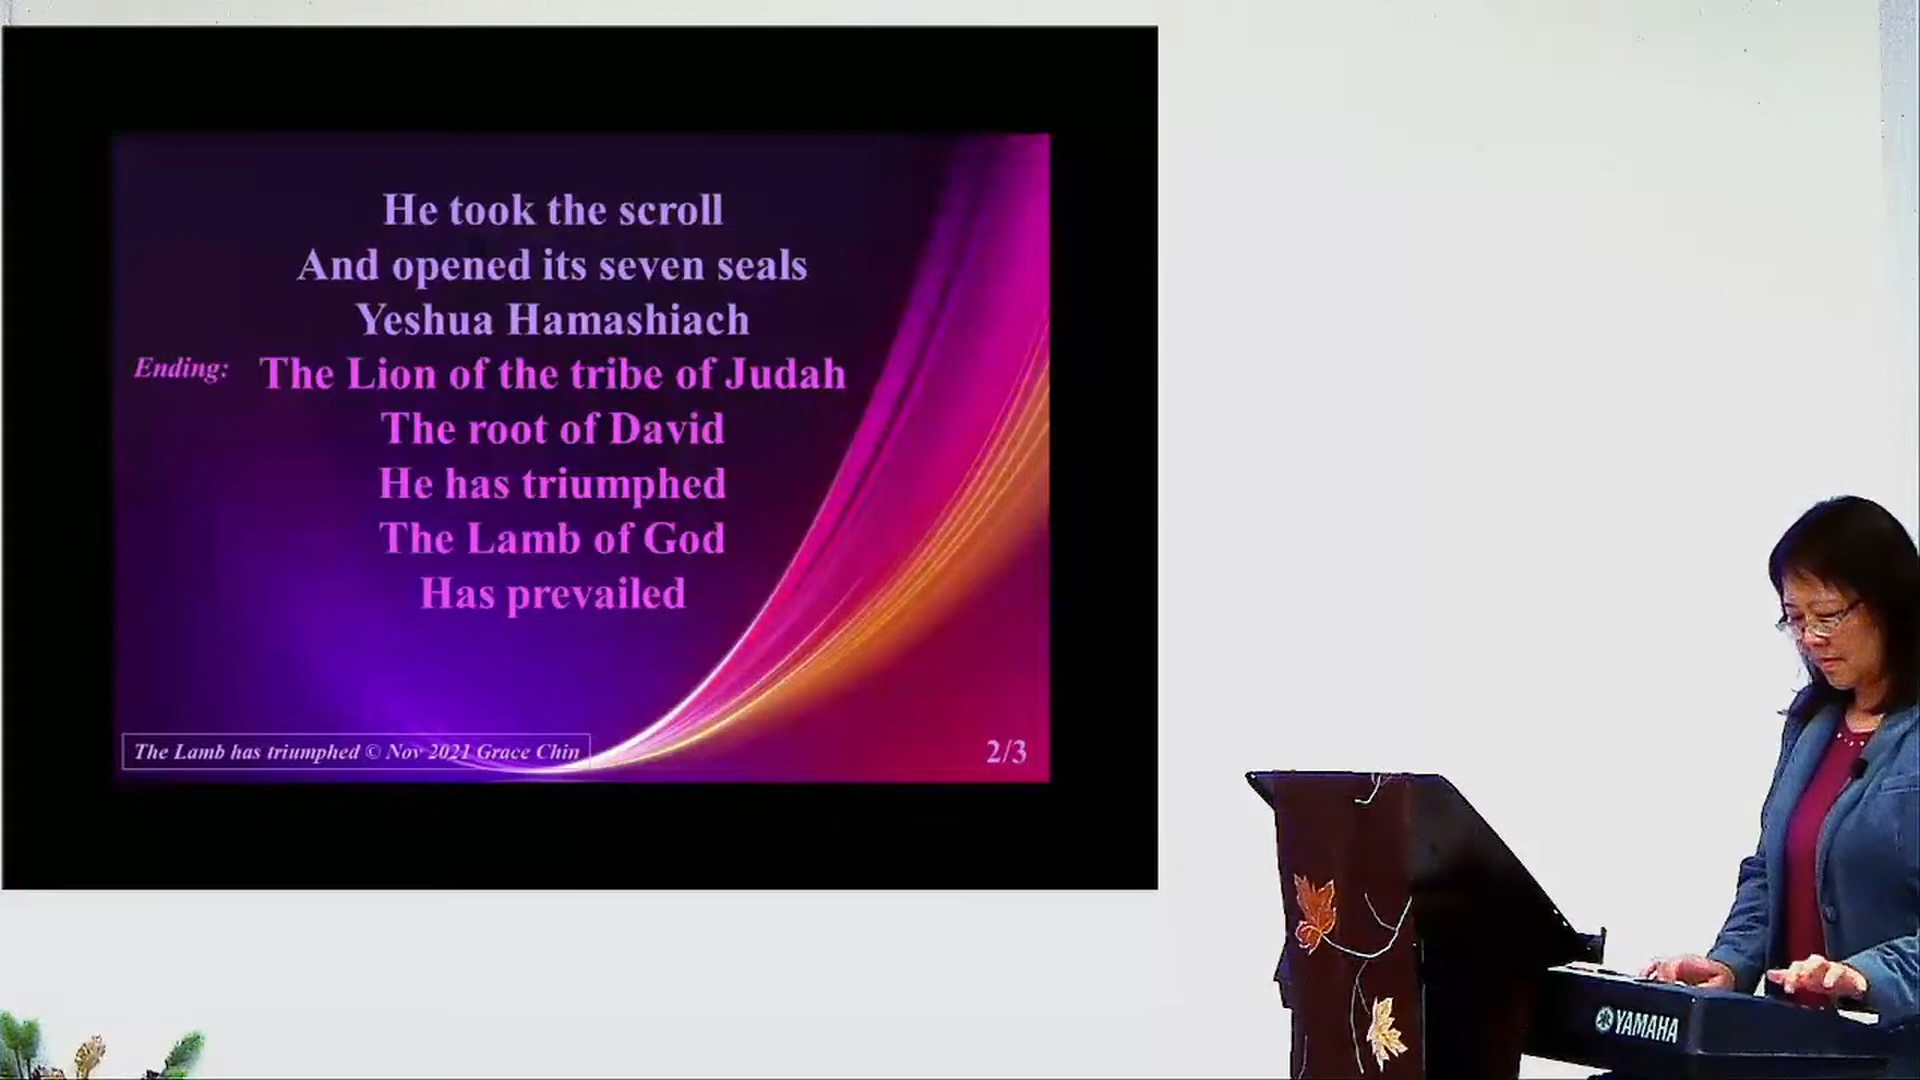 He took the scroll
And opened its seven seals
Yeshua Hamashiach
Ending: The Lion of the tribe of Judah
The root of David
He has triumphed
The Lamb of God
Has prevailed
The Lamb has triumphed © Nov 2021 Grace Chin
2/3
YAMAHA